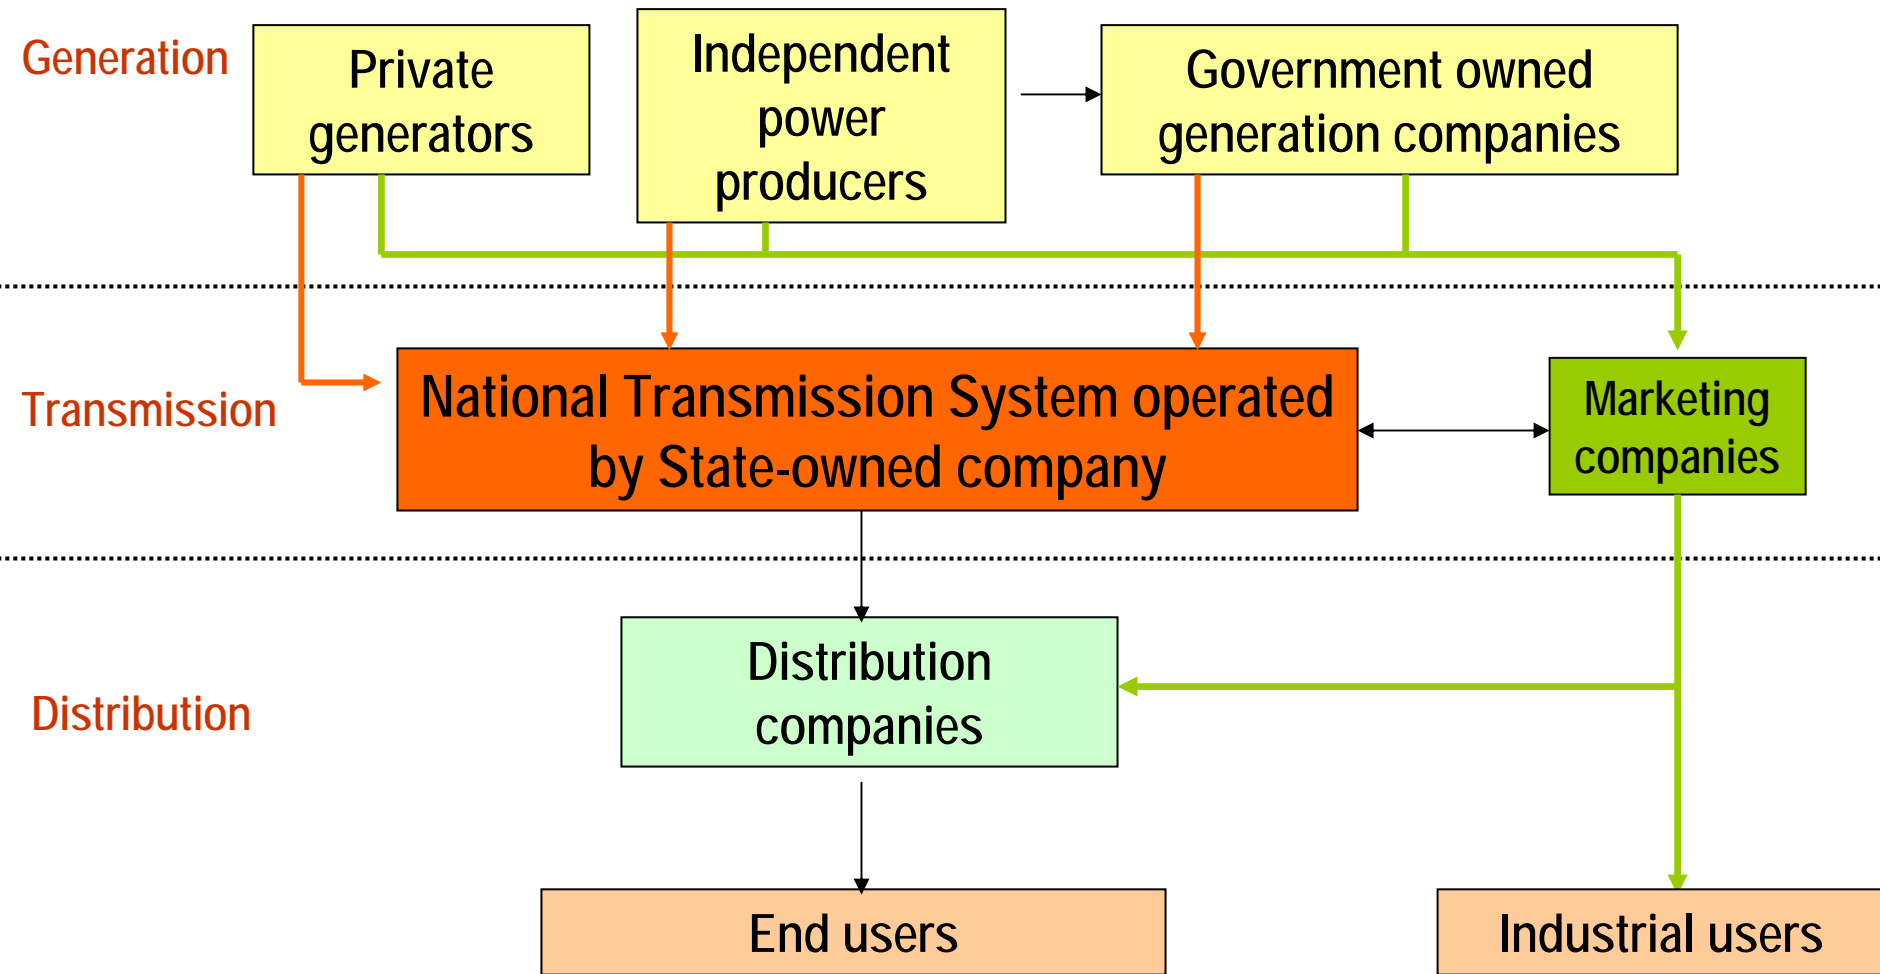 Generation
Private
generators
Independent
power
producers
Government owned
generation companies
Transmission
National Transmission System operated
by State-owned company
Marketing
companies
Distribution
Distribution
companies
End users
Industrial users